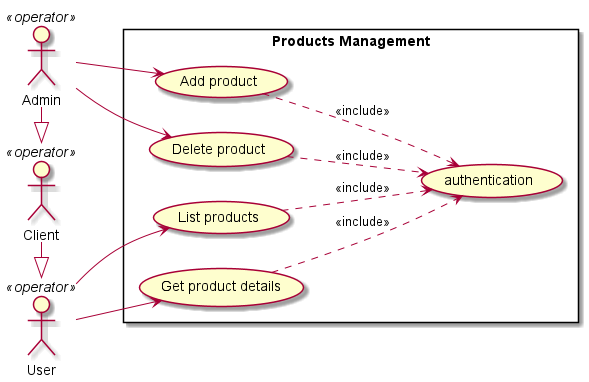 «operator»
Admin
«operator»
Client
«operator»
User
Products Management
Add product
Delete product
List products
Get product details
«include»
«include»
«include»
«include»
authentication